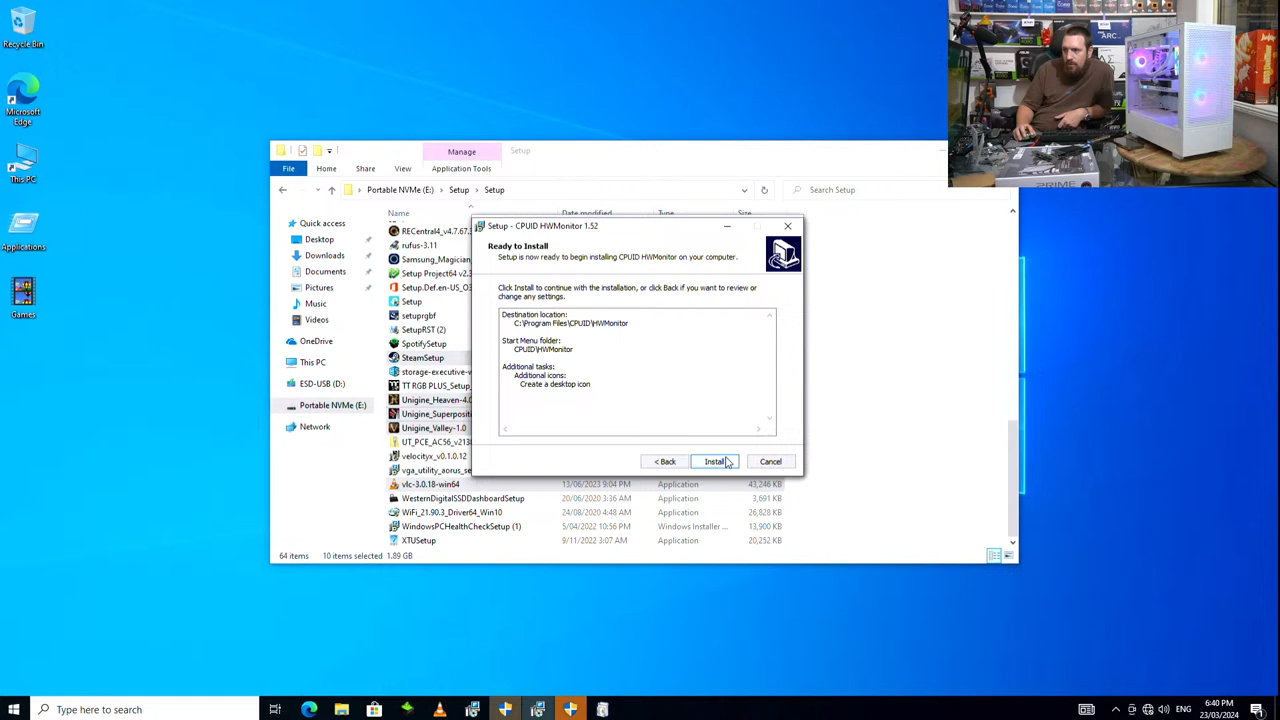 Recycle Bin
Microsoft
Edge
This PC
Applications
Games
Manage
Setup
File
Home
Share
View
Application Tools
Portable NVMe (E:)
Setup
Setup
Search Setup
Quick access
Desktop
Downloads
Documents
Pictures
Music
Videos
OneDrive
This PC
ESD-USB (D:)
Portable NVMe (E:)
Network
Name
Date modified
Type
Size
RECentral4_v4.7.67.
rufus-3.11
Samsung_Magician
Setup Project64 v2.3
Setup.Def.en-US_O3
Setup
setuprgbf
SetupRST (2)
SpotifySetup
SteamSetup
storage-executive-w
TT RGB PLUS_Setup_
Unigine_Heaven-4.0
Unigine_Superpositi
Unigine_Valley-1.0
UT_PCE_AC56_v213
velocityx_v0.1.0.12
vga_utility_aorus_se
vlc-3.0.18-win64 13/06/2023 9:04 PM Application 43,246 KB
WesternDigitalSSDDashboardSetup 20/06/2020 3:36 AM Application 3,691 KB
WiFi_21.90.3_Driver64_Win10 24/08/2020 4:48 AM Application 26,828 KB
WindowsPCHealthCheckSetup (1) 5/04/2022 10:56 PM Windows Installer ... 13,900 KB
XTUSetup 9/11/2022 3:07 AM Application 20,252 KB
64 items 10 items selected 1.89 GB
Setup - CPUID HWMonitor 1.52
Ready to Install
Setup is now ready to begin installing CPUID HWMonitor on your computer.
Click Install to continue with the installation, or click Back if you want to review or
change any settings.
Destination location:
C:\Program Files\CPUID\HWMonitor
Start Menu folder:
CPUID\HWMonitor
Additional tasks:
Additional icons:
Create a desktop icon
< Back
Install
Cancel
ARC
PRIME
Type here to search
ENG
6:40 PM
23/03/2024